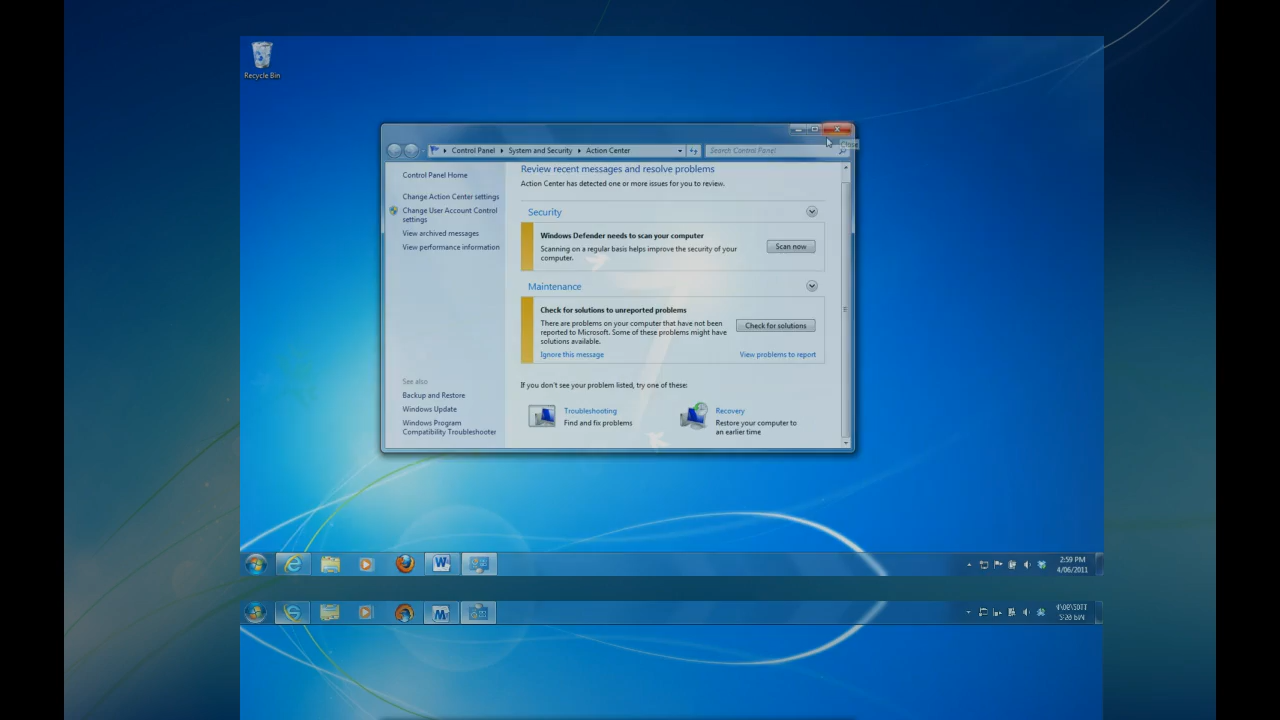 Recycle Bin
Control Panel
System and Security
Action Center
Search Control Panel
Close
Control Panel Home
Change Action Center settings
Change User Account Control
settings
View archived messages
View performance information
See also
Backup and Restore
Windows Update
Windows Program
Compatibility Troubleshooter
Review recent messages and resolve problems
Action Center has detected one or more issues for you to review.
Security
Windows Defender needs to scan your computer
Scanning on a regular basis helps improve the security of your
computer.
Scan now
Maintenance
Check for solutions to unreported problems
There are problems on your computer that have not been
reported to Microsoft. Some of these problems might have
solutions available.
Check for solutions
Ignore this message
View problems to report
If you don't see your problem listed, try one of these:
Troubleshooting
Find and fix problems
Recovery
Restore your computer to
an earlier time
2:59 PM
4/06/2011